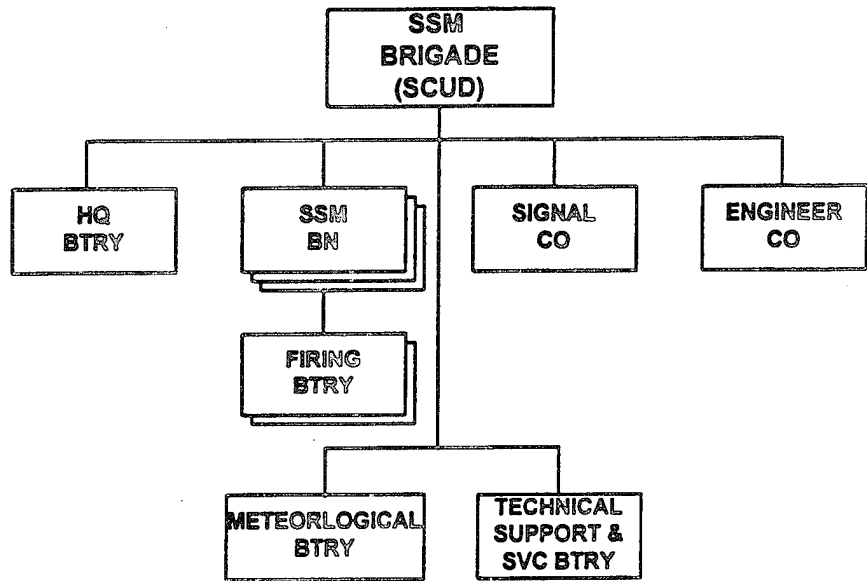 SSM
BRIGADE
(SCUD)
HQ
BTRY
SSM
BN
SIGNAL
CO
ENGINEER
CO
FIRING
BTRY
METEORLOGICAL
BTRY
TECHNICAL
SUPPORT &
SVC BTRY